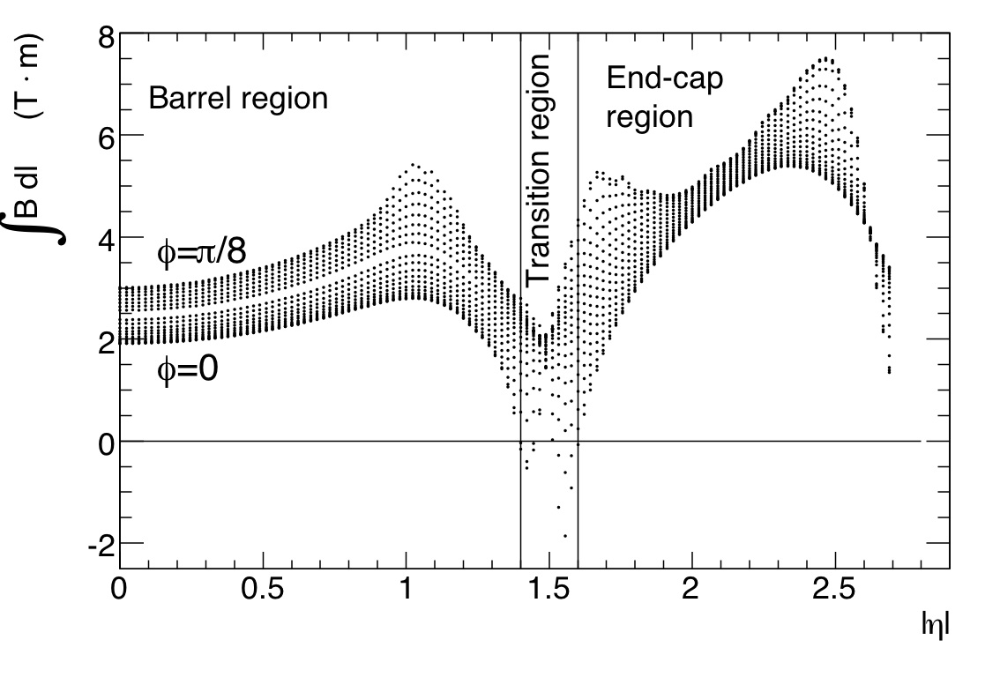 ∫ B dl (T · m)
8
6
4
2
0
-2
Barrel region
Transition region
End-cap
region
ϕ=π/8
ϕ=0
0 0.5 1 1.5 2 2.5
|η|